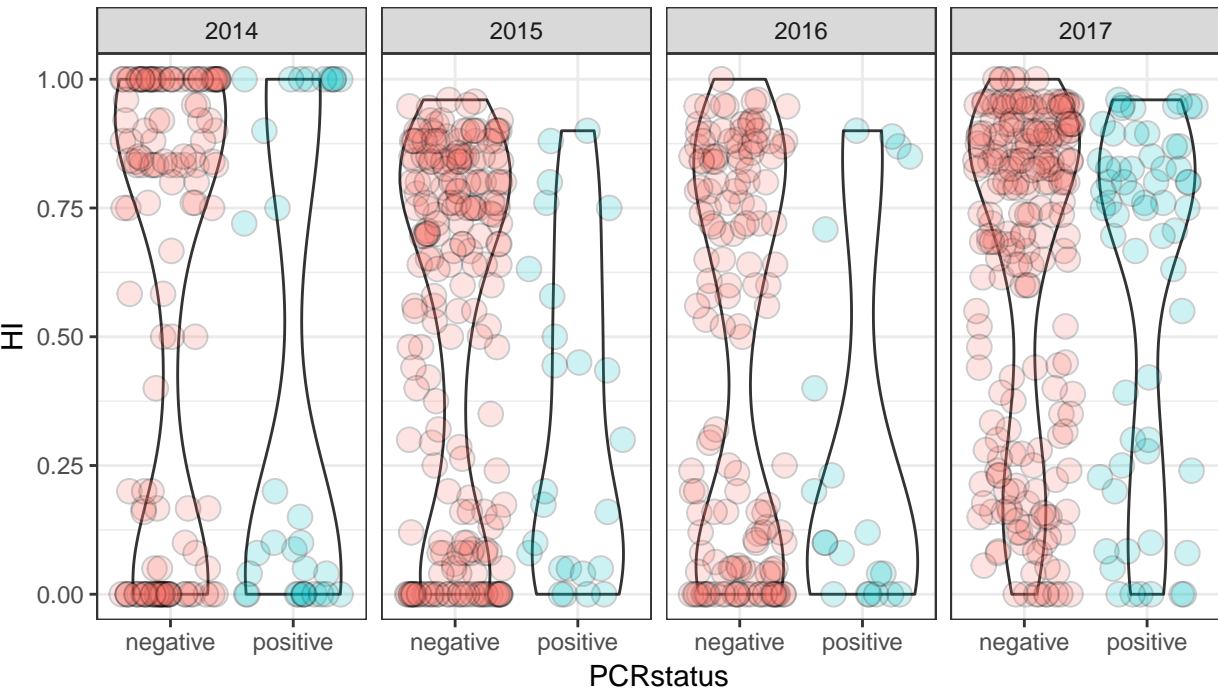 2014 2015 2016 2017
1.00
0.75
0.50
0.25
0.00
HI
negative positive negative positive negative positive negative positive
PCRstatus